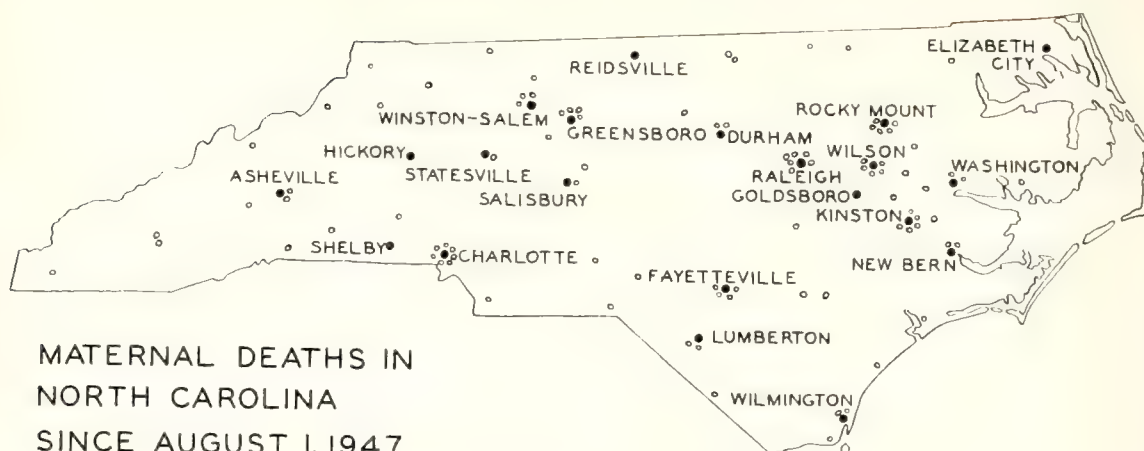 ELIZABETH
CITY
REIDSVILLE
WINSTON-SALEM
GREENSBORO
DURHAM
ROCKY MOUNT
WILSON
HICKORY
STATESVILLE
ASHEVILLE
SALISBURY
RALEIGH
GOLDSBORO
WASHINGTON
KINSTON
SHELBY
CHARLOTTE
NEW BERN
FAYETTEVILLE
LUMBERTON
WILMINGTON
MATERNAL DEATHS IN
NORTH CAROLINA
SINCE AUGUST 1, 1947